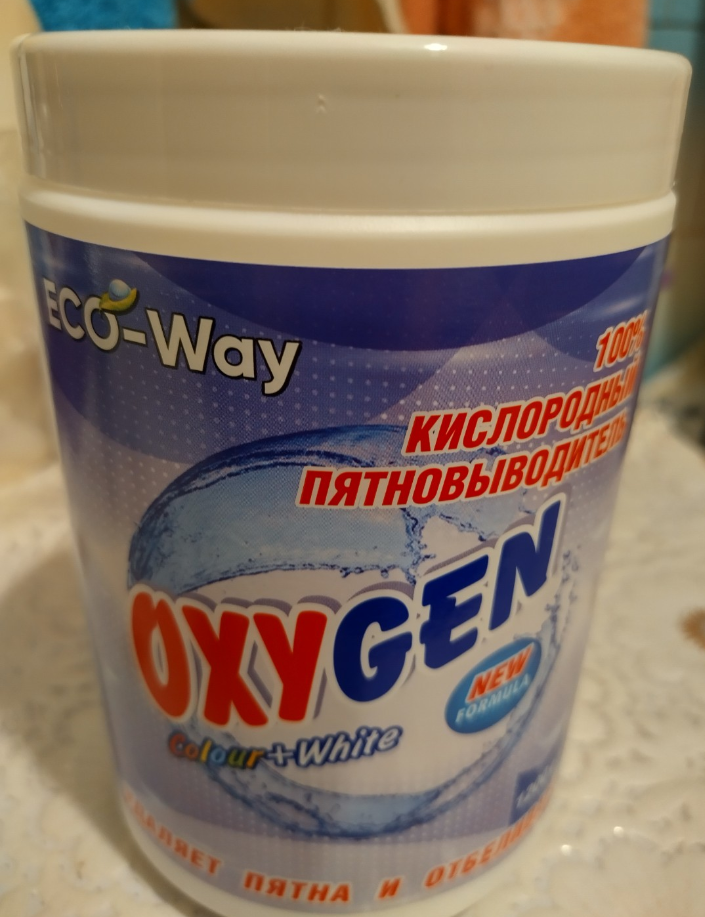 ECO-Way
100%
КИСЛОРОДНЫЙ
ПЯТНОВЫВОДИТЕЛЬ
OXYGEN
NEW
FORMULA
Colour+White
ПЯТНА И